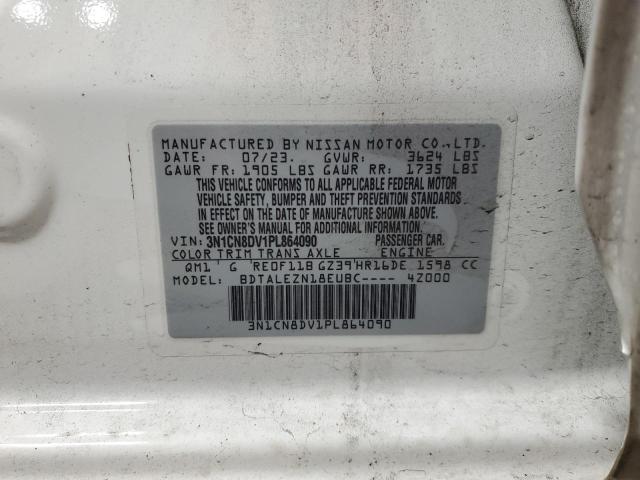 MANUFACTURED BY NISSAN MOTOR CO.,LTD.
DATE: 07/23. GVWR: 3624 LBS
GAWR FR: 1905 LBS GAWR RR: 1735 LBS
THIS VEHICLE CONFORMS TO ALL APPLICABLE FEDERAL MOTOR
VEHICLE SAFETY, BUMPER, AND THEFT PREVENTION STANDARDS
IN EFFECT ON THE DATE OF MANUFACTURE SHOWN ABOVE.
SEE OWNER'S MANUAL FOR ADDITIONAL INFORMATION.
VIN: 3N1CN8DV1PL864090 PASSENGER CAR.
COLOR TRIM TRANS AXLE ENGINE
QM1 G RE0F11B GZ39 HR16DE 1598 CC
MODEL: BDTALEZN18EUBC---- 42000
3N1CN8DV1PL864090